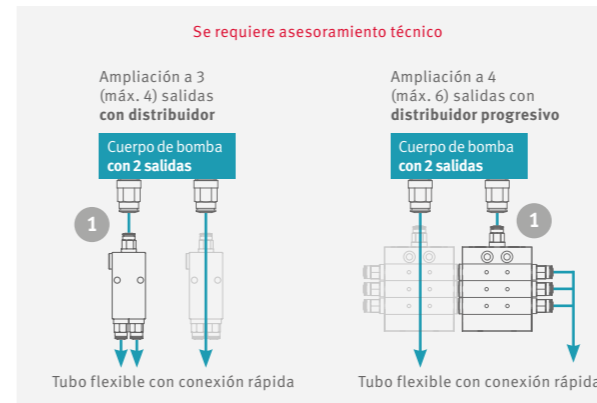 Se requiere asesoramiento técnico
Ampliación a 3
(máx. 4) salidas
con distribuidor
Cuerpo de bomba
con 2 salidas
1
Tubo flexible con conexión rápida
Ampliación a 4
(máx. 6) salidas con
distribuidor progresivo
Cuerpo de bomba
con 2 salidas
1
Tubo flexible con conexión rápida